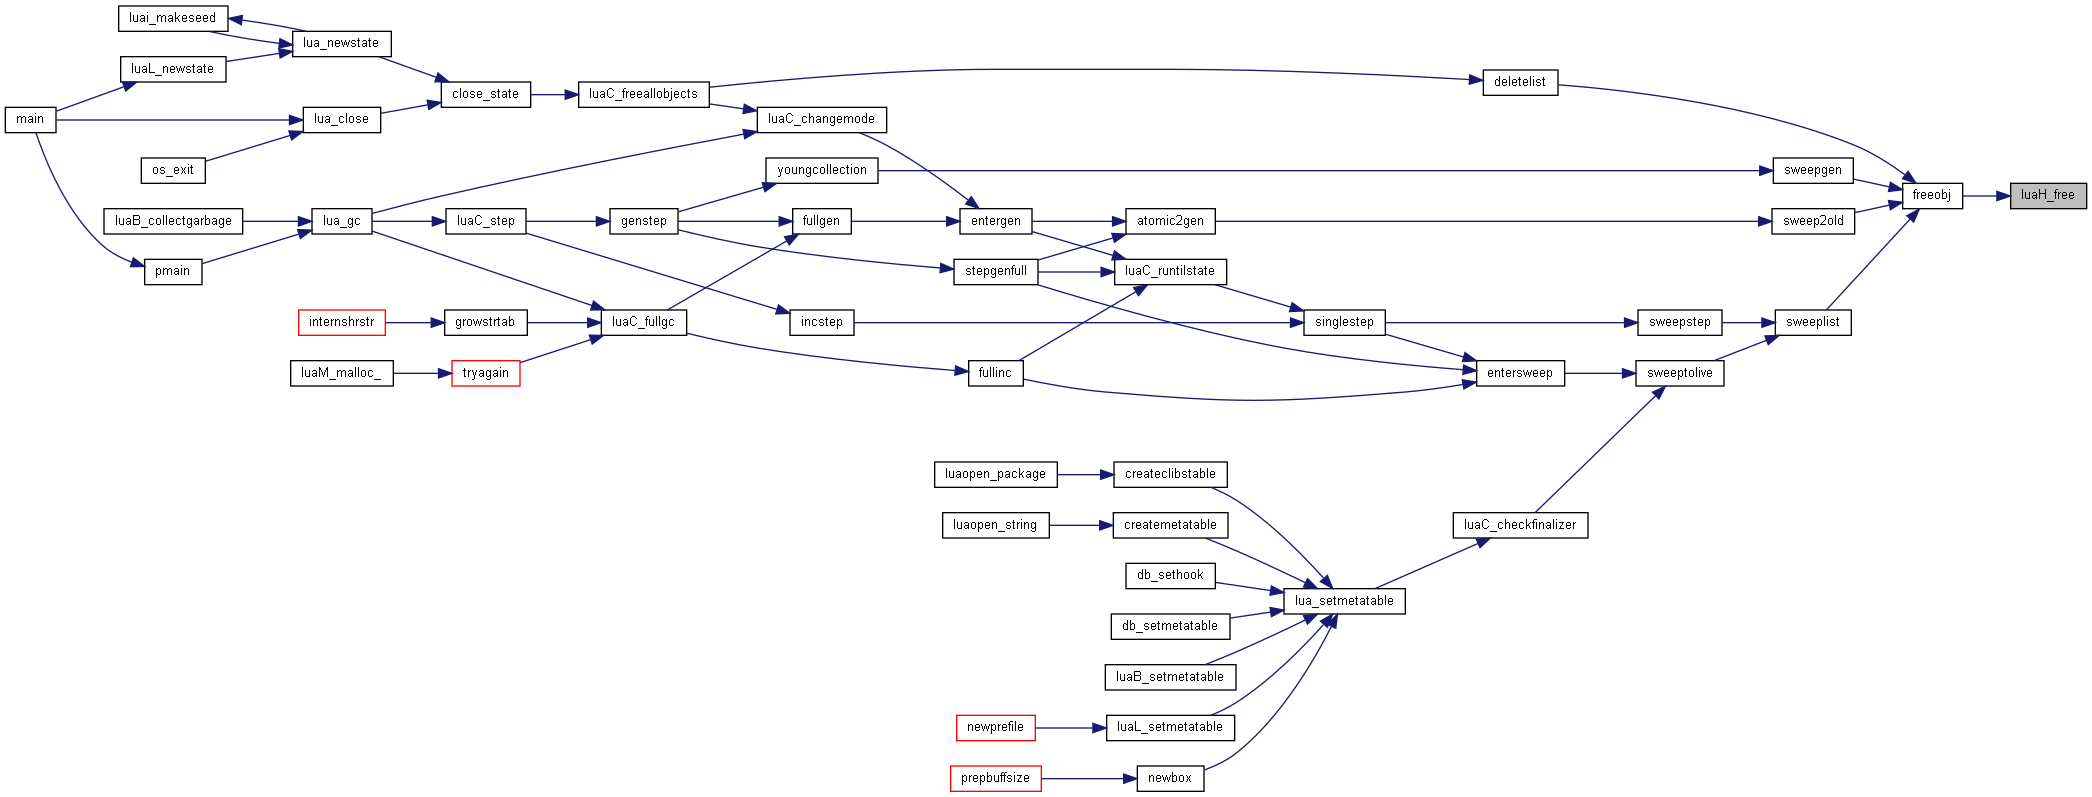 luai_makeseed
lua_newstate
luaL_newstate
deletelist
close_state
luaC_freeallobjects
main
lua_close
luaC_changemode
os_exit
youngcollection
sweepgen
freeobj
luaH_free
luaB_collectgarbage
lua_gc
luaC_step
genstep
fullgen
entergen
atomic2gen
sweep2old
pmain
stepgenfull
luaC_runtilstate
internshrstr
growstrtab
luaC_fullgc
incstep
singlestep
sweepstep
sweeplist
luaM_malloc_
tryagain
fullinc
entersweep
sweeptolive
luaopen_package
createclibstable
luaopen_string
createmetatable
luaC_checkfinalizer
db_sethook
lua_setmetatable
db_setmetatable
luaB_setmetatable
newprefile
luaL_setmetatable
prepbuffsize
newbox